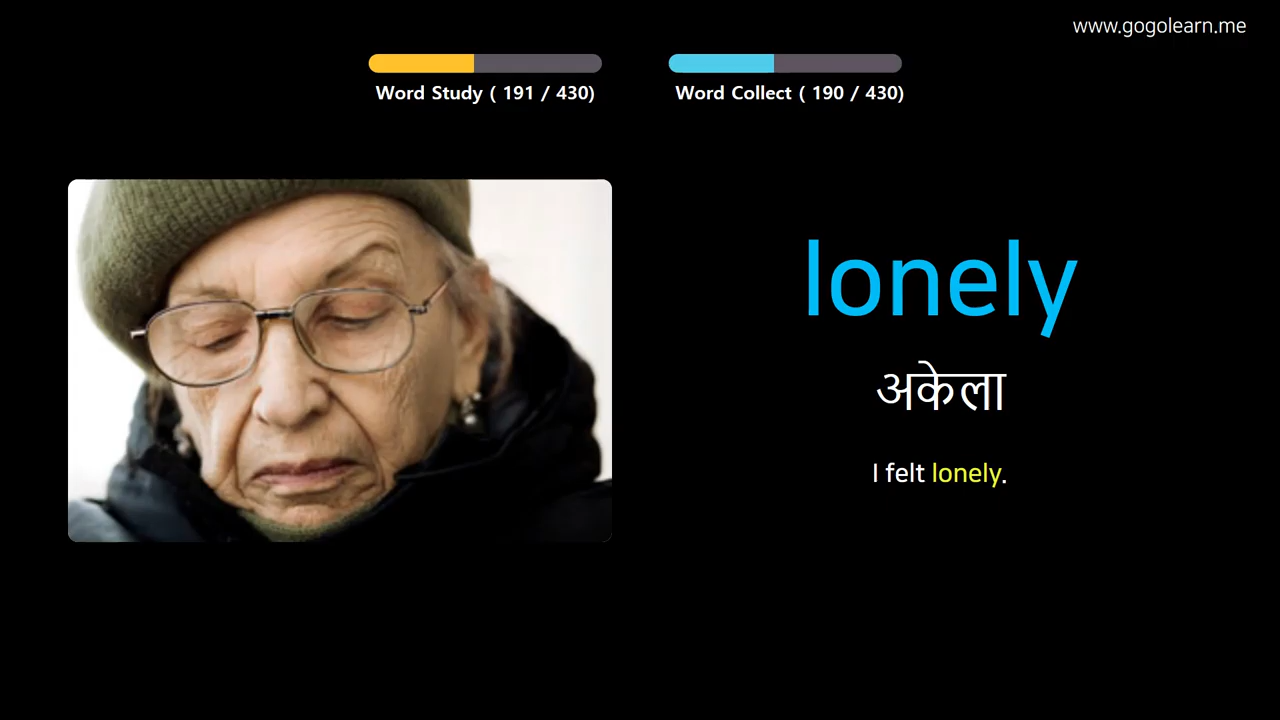 www.gogolearn.me
Word Study ( 191 / 430)
Word Collect ( 190 / 430)
lonely
अकेला
I felt lonely.